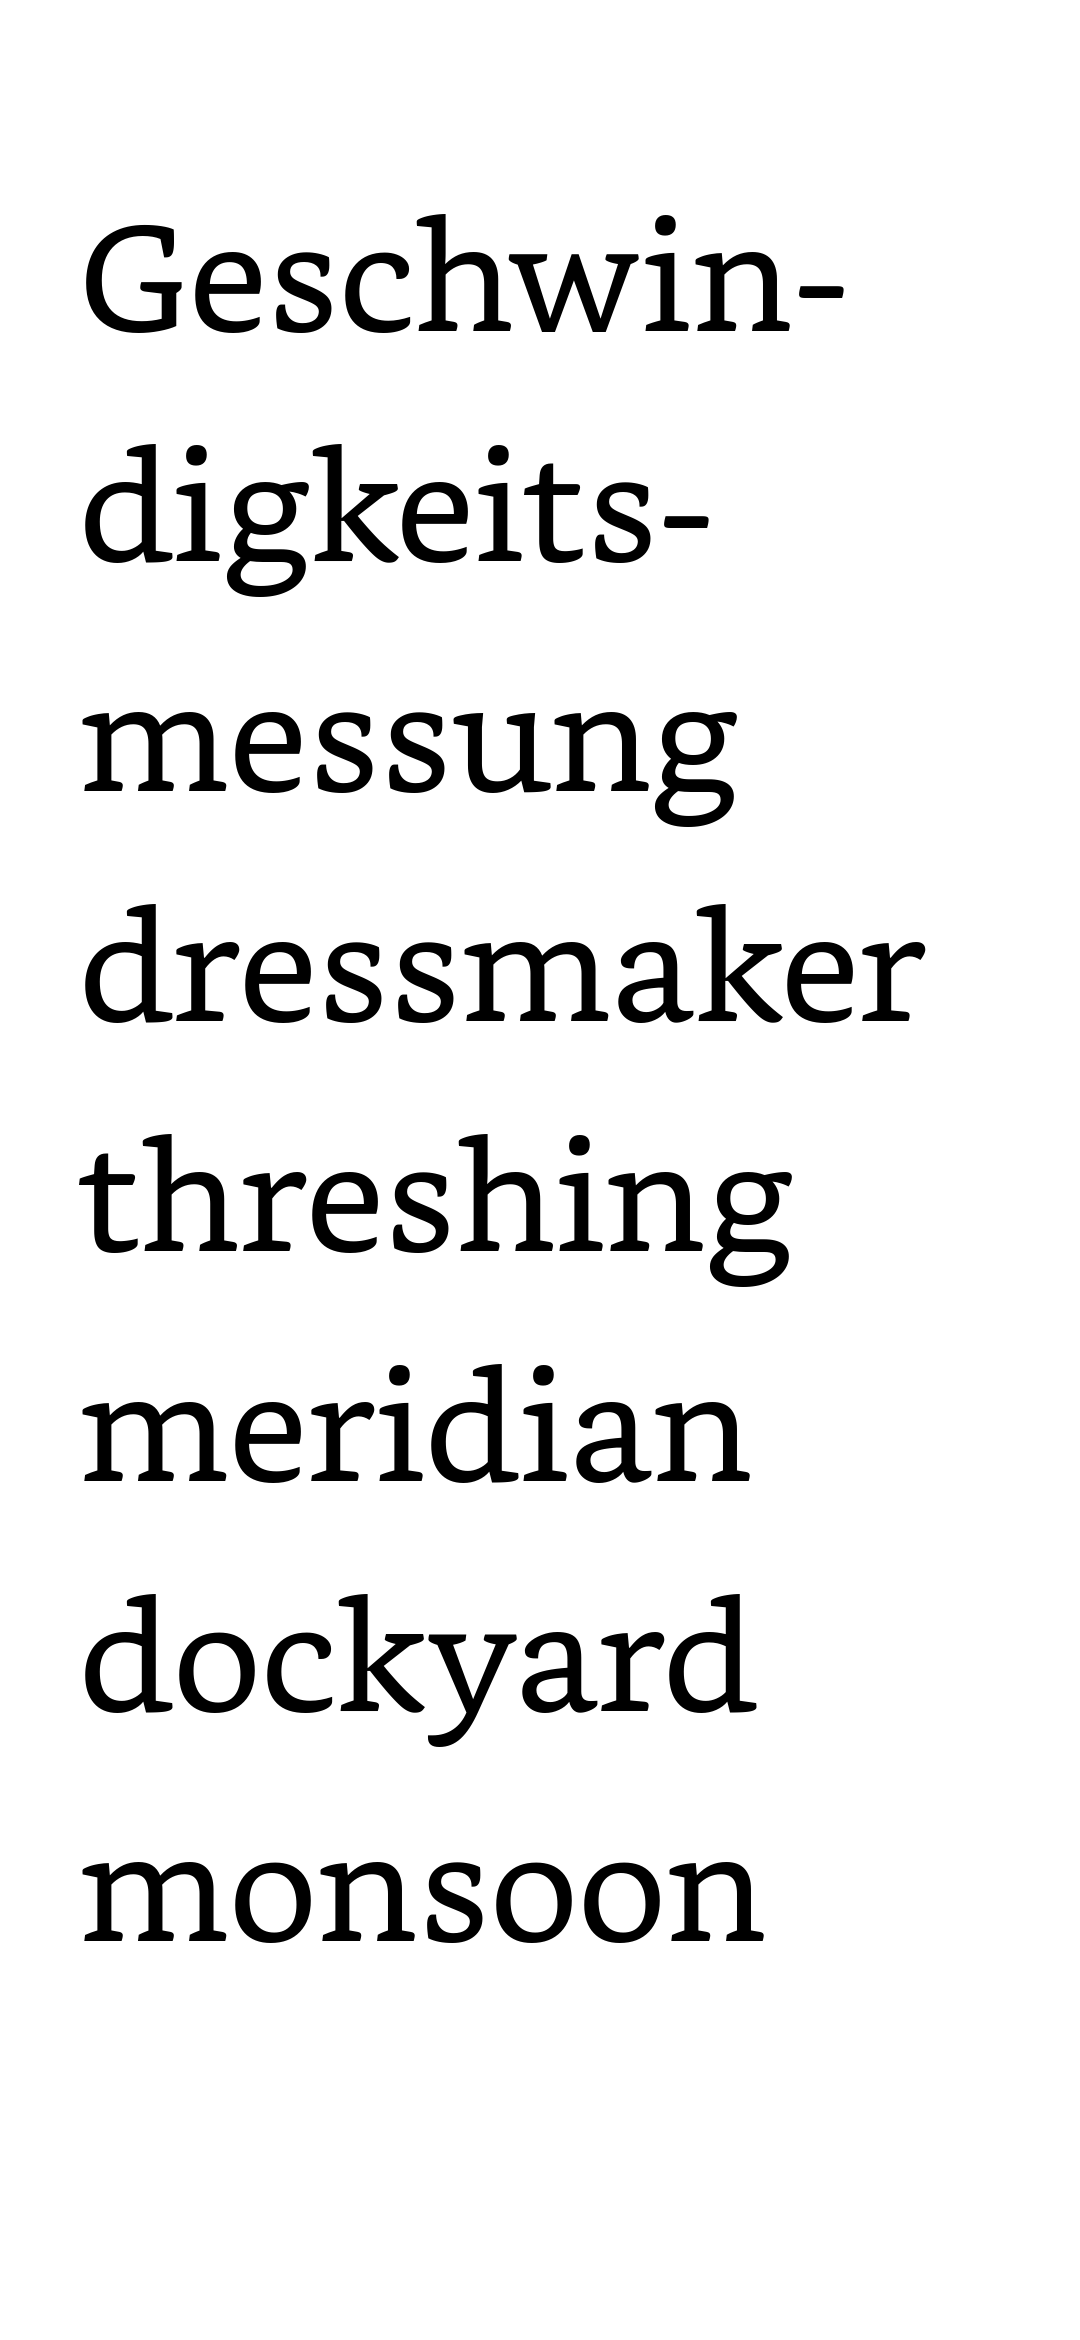 Geschwin-
digkeits-
messung
dressmaker
threshing
meridian
dockyard
monsoon